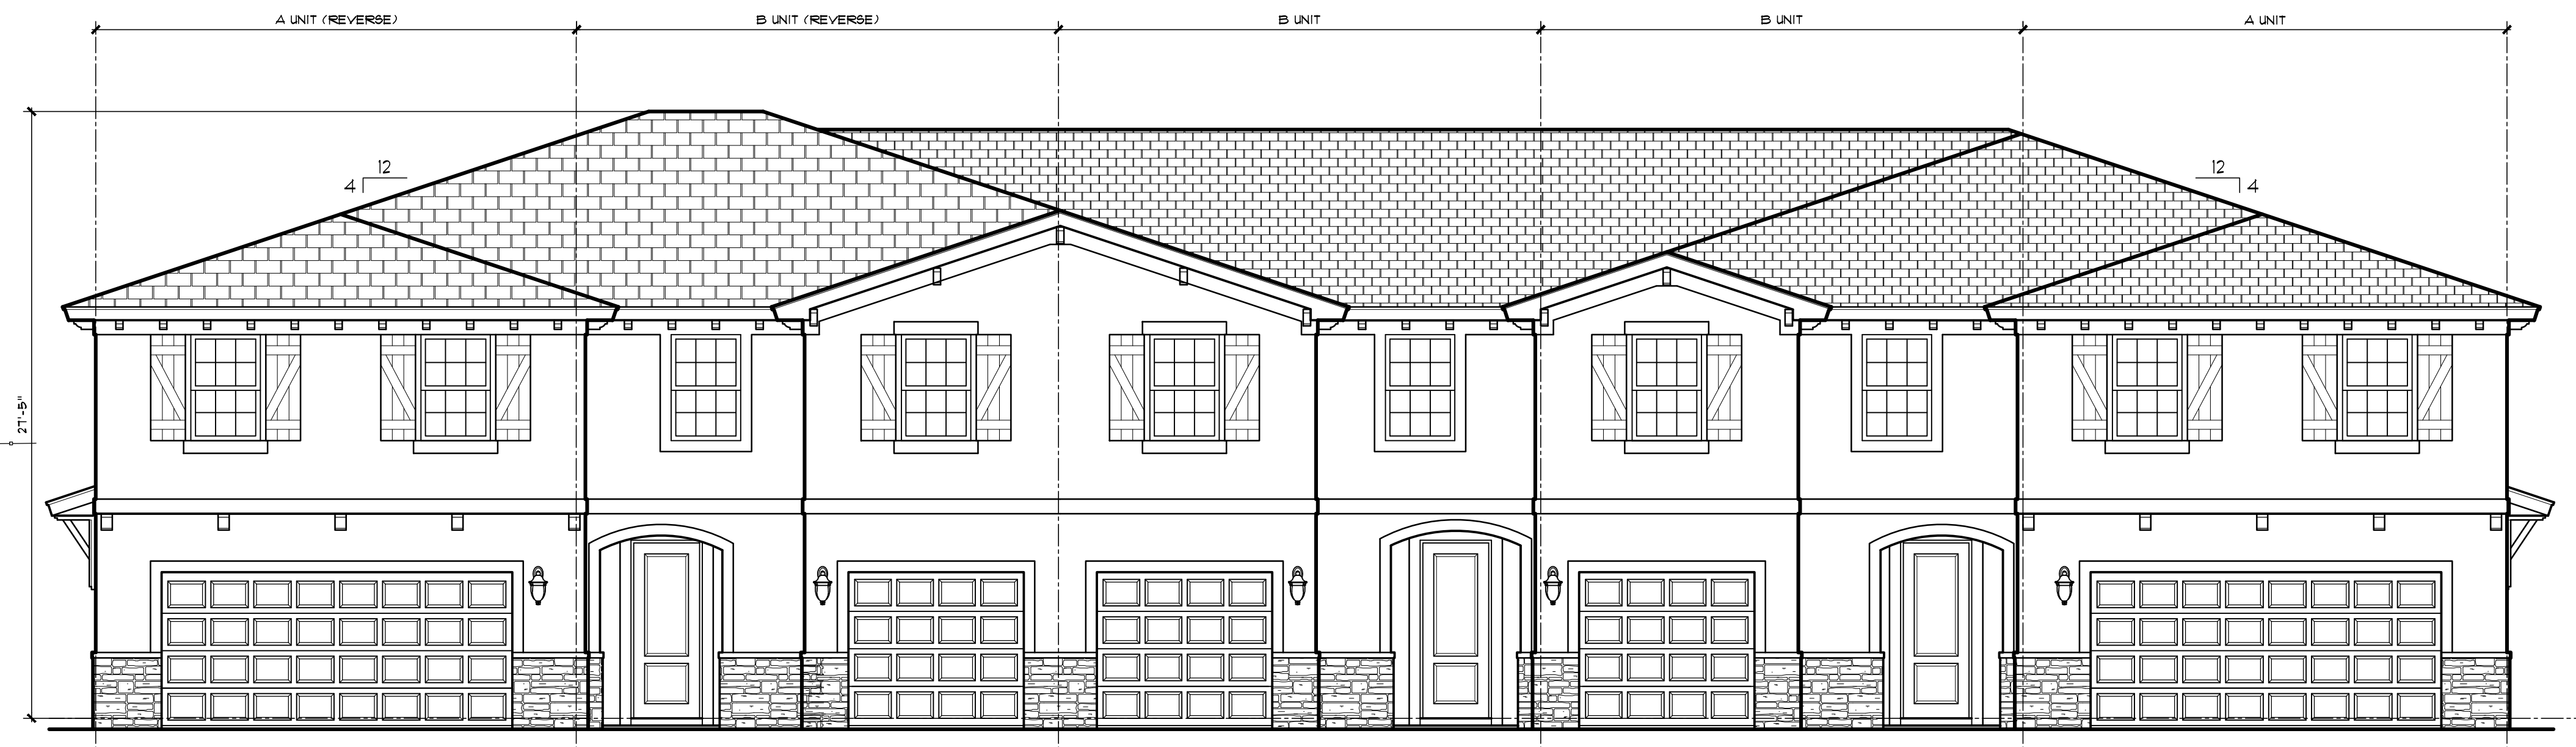 A UNIT (REVERSE)
B UNIT (REVERSE)
B UNIT
B UNIT
A UNIT
12
4
12
4
27'-5"